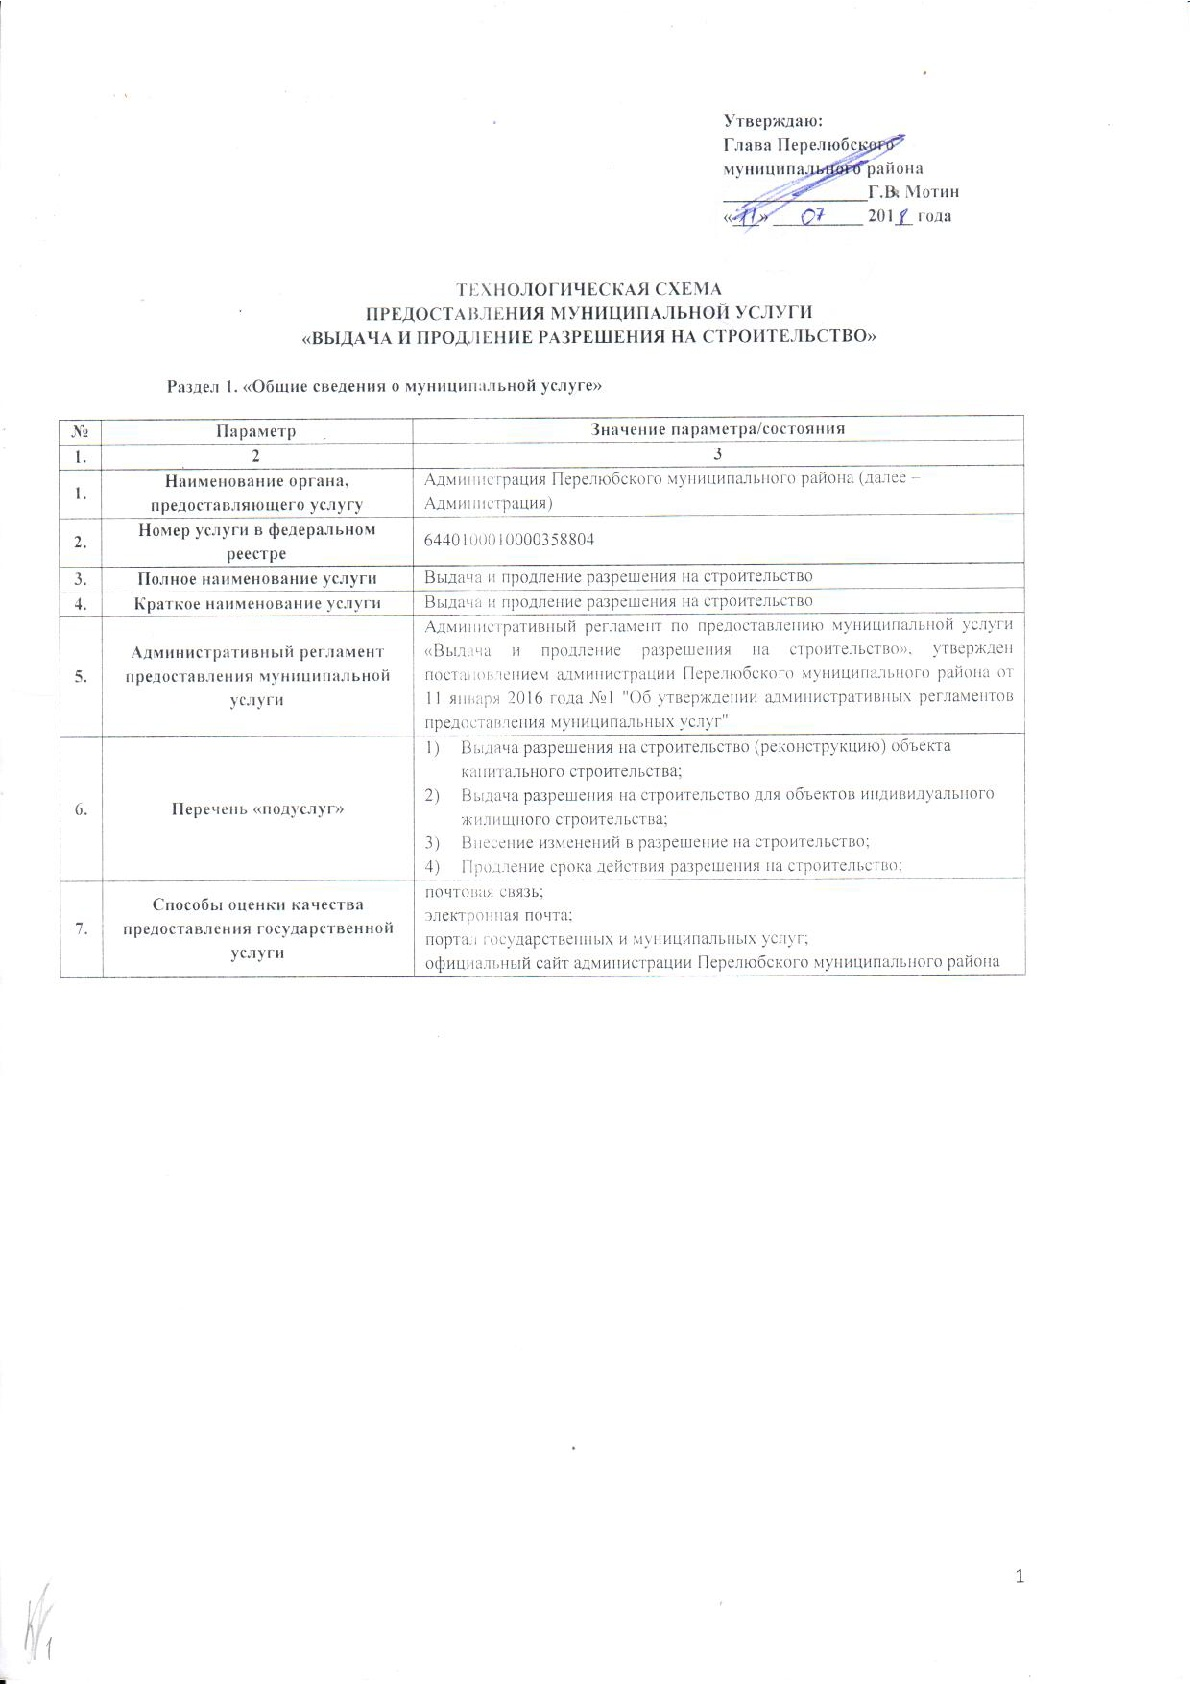 Утверждаю:
Глава Перелюбского
муниципального района
Г.В. Мотин
«11» 07 201 года
ТЕХНОЛОГИЧЕСКАЯ СХЕМА
ПРЕДОСТАВЛЕНИЯ МУНИЦИПАЛЬНОЙ УСЛУГИ
«ВЫДАЧА И ПРОДЛЕНИЕ РАЗРЕШЕНИЯ НА СТРОИТЕЛЬСТВО»
Раздел 1. «Общие сведения о муниципальной услуге»
№ Параметр Значение параметра/состояния
1. 2 3
1. Наименование органа, предоставляющего услугу
Администрация Перелюбского муниципального района (далее –
Администрация)
2. Номер услуги в федеральном
реестре
6440100010000358804
3. Полное наименование услуги Выдача и продление разрешения на строительство
4. Краткое наименование услуги Выдача и продление разрешения на строительство
5. Административный регламент
предоставления муниципальной
услуги
Административный регламент по предоставлению муниципальной услуги
«Выдача и продление разрешения на строительство», утвержден
постановлением администрации Перелюбского муниципального района от
11 января 2016 года №1 "Об утверждении административных регламентов
предоставления муниципальных услуг"
6. Перечень «подуслуг»
1) Выдача разрешения на строительство (реконструкцию) объекта
капитального строительства;
2) Выдача разрешения на строительство для объектов индивидуального
жилищного строительства;
3) Внесение изменений в разрешение на строительство;
4) Продление срока действия разрешения на строительство;
7. Способы оценки качества
предоставления государственной
услуги
почтовая связь;
электронная почта;
портал государственных и муниципальных услуг;
официальный сайт администрации Перелюбского муниципального района
1
1